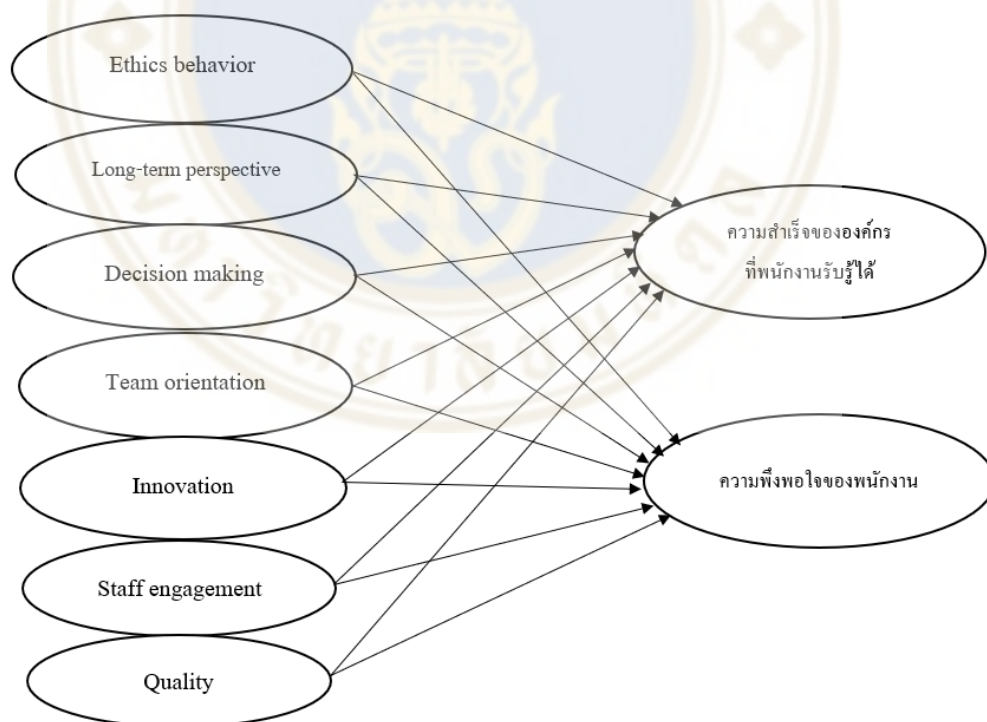 Ethics behavior
Long-term perspective
Decision making
Team orientation
Innovation
Staff engagement
Quality
ความสำเร็จขององค์กร
ที่พนักงานรับรู้ได้
ความพึงพอใจของพนักงาน